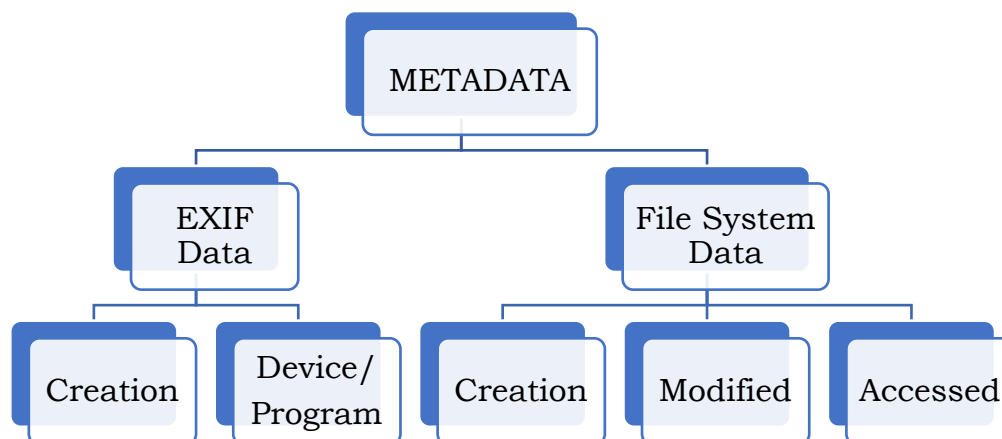 METADATA
EXIF
Data
File System
Data
Creation
Device/
Program
Creation
Modified
Accessed